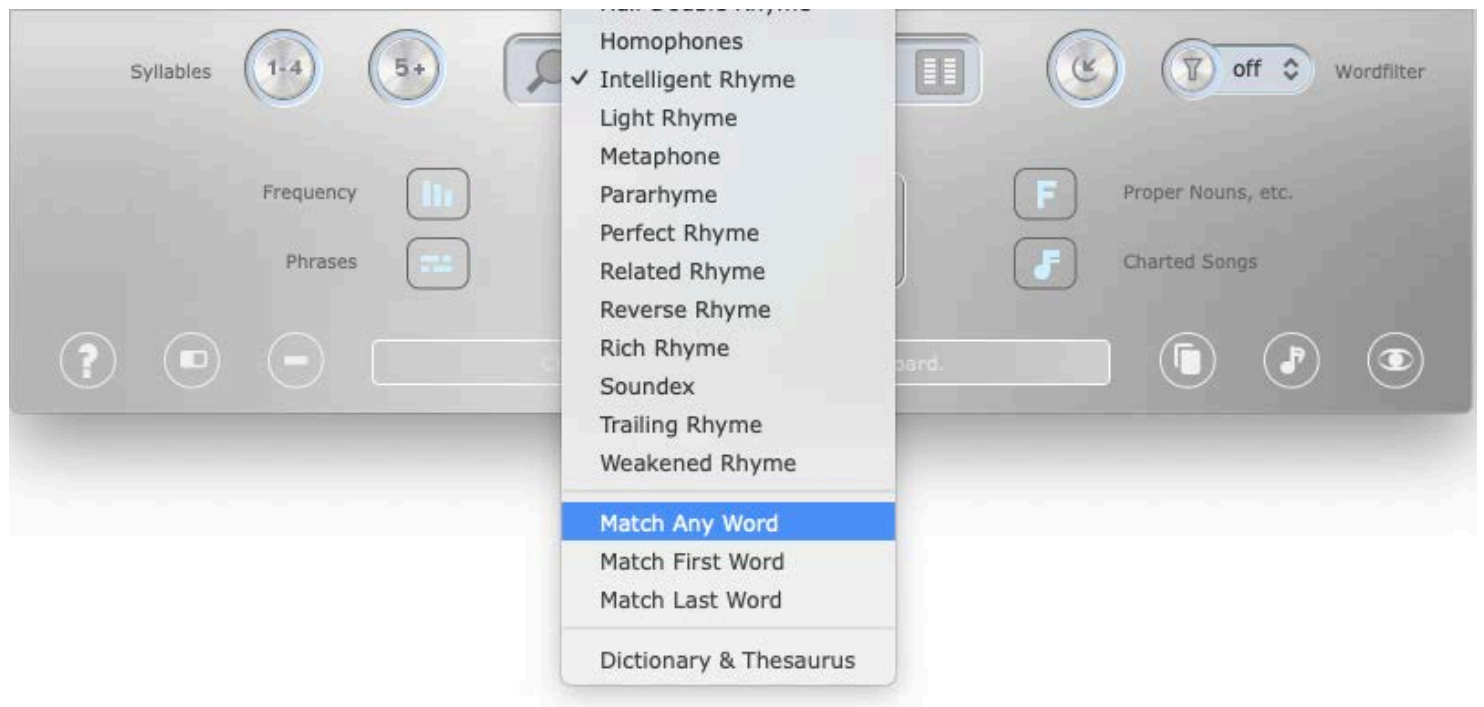 Homophones
Syllables
1-4
5+
✓ Intelligent Rhyme
off
Wordfilter
Light Rhyme
Metaphone
Frequency
Pararhyme
F
Proper Nouns, etc.
Perfect Rhyme
Phrases
Related Rhyme
Charted Songs
Reverse Rhyme
?
Rich Rhyme
Soundex
Trailing Rhyme
Weakened Rhyme
Match Any Word
Match First Word
Match Last Word
Dictionary & Thesaurus